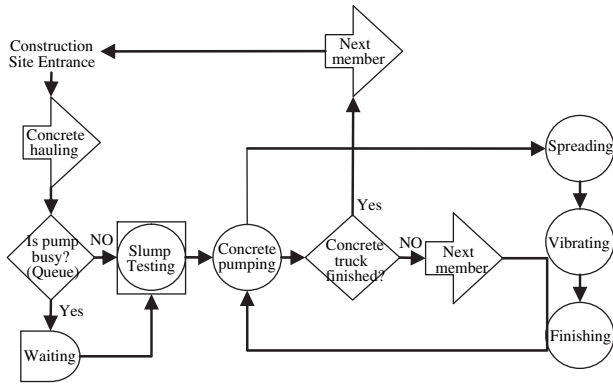 Construction
Site Entrance
Next
member
Concrete
hauling
Is pump
busy?
(Queue)
NO
Yes
Waiting
Slump
Testing
Concrete
pumping
Concrete
truck
finished?
Yes
NO
Next
member
Spreading
Vibrating
Finishing